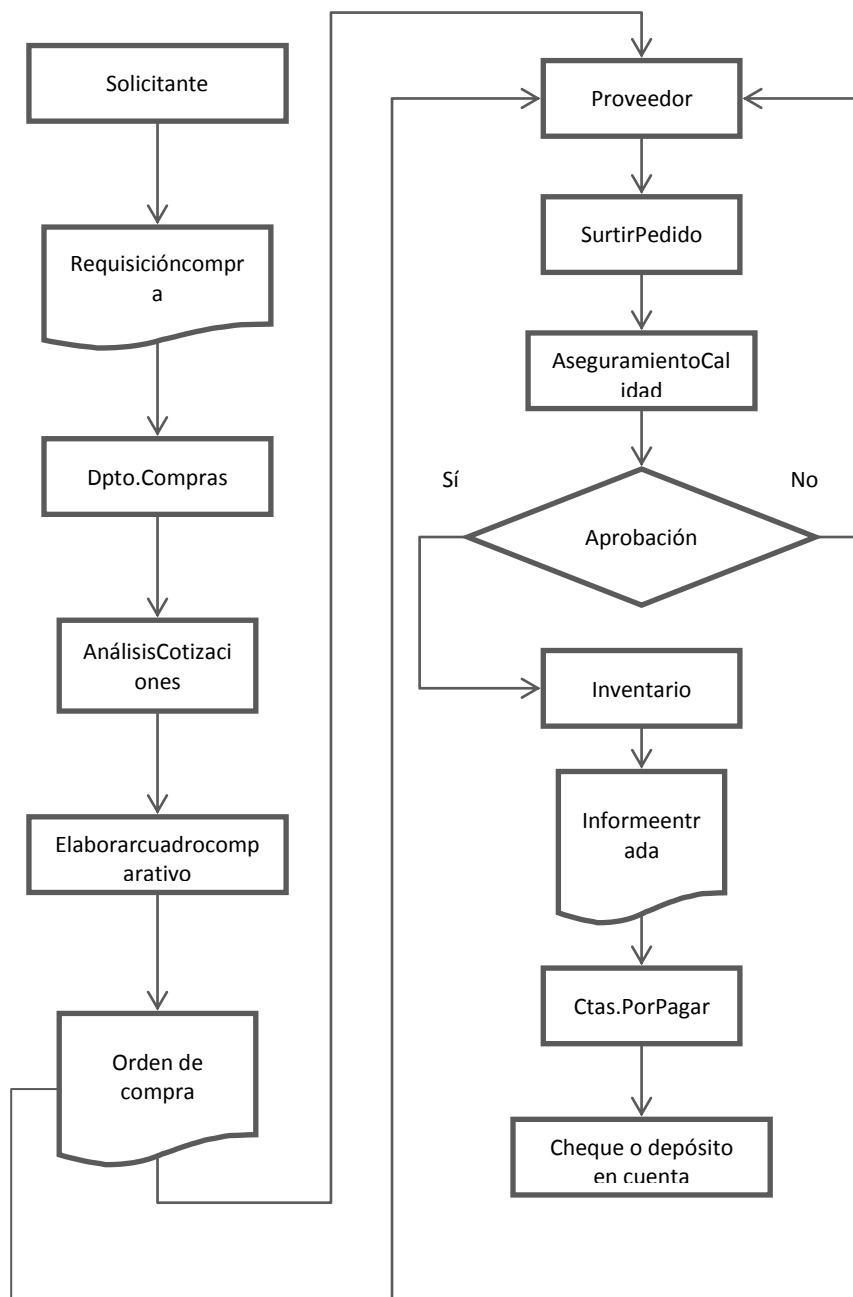 Solicitante
Requisicióncompr
a
Dpto.Compras
AnálisisCotizaci
ones
Elaborarcuadrocomp
arativo
Orden de
compra
Proveedor
SurtirPedido
AseguramientoCal
idad
Sí
No
Aprobación
Inventario
Informeentr
ada
Ctas.PorPagar
Cheque o depósito
en cuenta